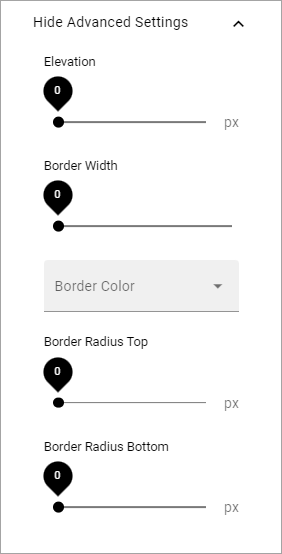 Hide Advanced Settings
Elevation
0
px
Border Width
0
Border Color
Border Radius Top
0
px
Border Radius Bottom
0
px